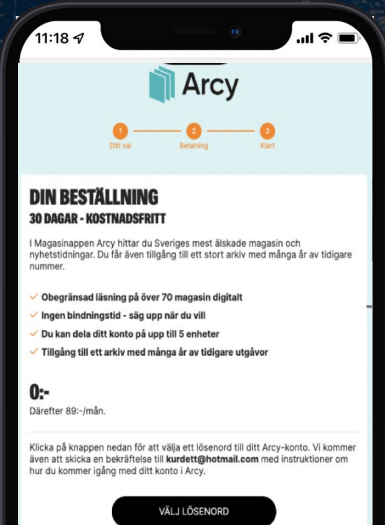 11:18
Arcy
1 2 3
Ditt val Betalning Klart
DIN BESTÄLLNING
30 DAGAR - KOSTNADSFRITT
I Magasinappen Arcy hittar du Sveriges mest älskade magasin och
nyhetstidningar. Du får även tillgång till ett stort arkiv med många år av tidigare
nummer.
Obegränsad läsning på över 70 magasin digitalt
Ingen bindningstid - säg upp när du vill
Du kan dela ditt konto på upp till 5 enheter
Tillgång till ett arkiv med många år av tidigare utgåvor
0:-
Därefter 89:-/mån.
Klicka på knappen nedan för att välja ett lösenord till ditt Arcy-konto. Vi kommer
även att skicka en bekräftelse till kurdett@hotmail.com med instruktioner om
hur du kommer igång med ditt konto i Arcy.
VÄLJ LÖSENORD